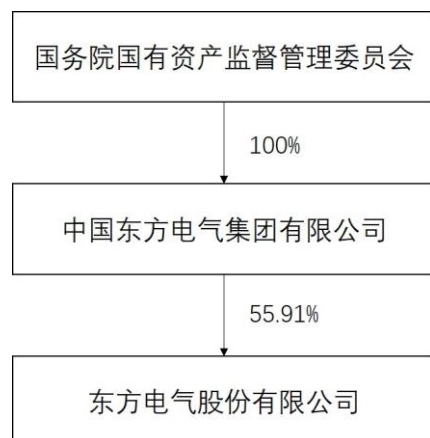 国务院国有资产监督管理委员会
100%
中国东方电气集团有限公司
55.91%
东方电气股份有限公司